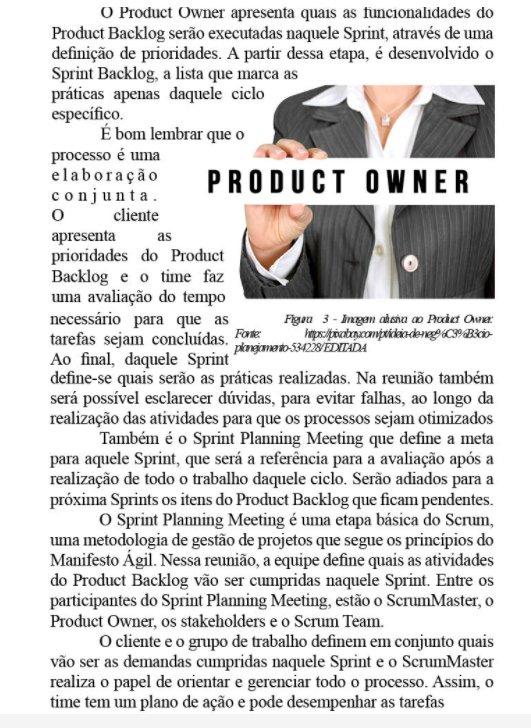 O Product Owner apresenta quais as funcionalidades do
Product Backlog serão executadas naquele Sprint, através de uma
definição de prioridades. A partir dessa etapa, é desenvolvido o
Sprint Backlog, a lista que marca as
práticas apenas daquele ciclo
específico.
É bom lembrar que o
processo é uma
elaboração
conjunta.
O cliente
apresenta as
prioridades do Product
Backlog e o time faz
uma avaliação do tempo
necessário para que as
tarefas sejam concluídas.
Ao final, daquele Sprint
PRODUCT OWNER
Figura 3 - Imagem alusiva ao Product Owner.
Fonte: https://pixabay.com/pt/ideia-de-neg%C3%B3cio-
planejamento-534228/ EDITADA
define-se quais serão as práticas realizadas. Na reunião também
será possível esclarecer dúvidas, para evitar falhas, ao longo da
realização das atividades para que os processos sejam otimizados
Também é o Sprint Planning Meeting que define a meta
para aquele Sprint, que será a referência para a avaliação após a
realização de todo o trabalho daquele ciclo. Serão adiados para a
próxima Sprints os itens do Product Backlog que ficam pendentes.
O Sprint Planning Meeting é uma etapa básica do Scrum,
uma metodologia de gestão de projetos que segue os princípios do
Manifesto Ágil. Nessa reunião, a equipe define quais as atividades
do Product Backlog vão ser cumpridas naquele Sprint. Entre os
participantes do Sprint Planning Meeting, estão o ScrumMaster, o
Product Owner, os stakeholders e o Scrum Team.
O cliente e o grupo de trabalho definem em conjunto quais
vão ser as demandas cumpridas naquele Sprint e o ScrumMaster
realiza o papel de orientar e gerenciar todo o processo. Assim, o
time tem um plano de ação e pode desempenhar as tarefas